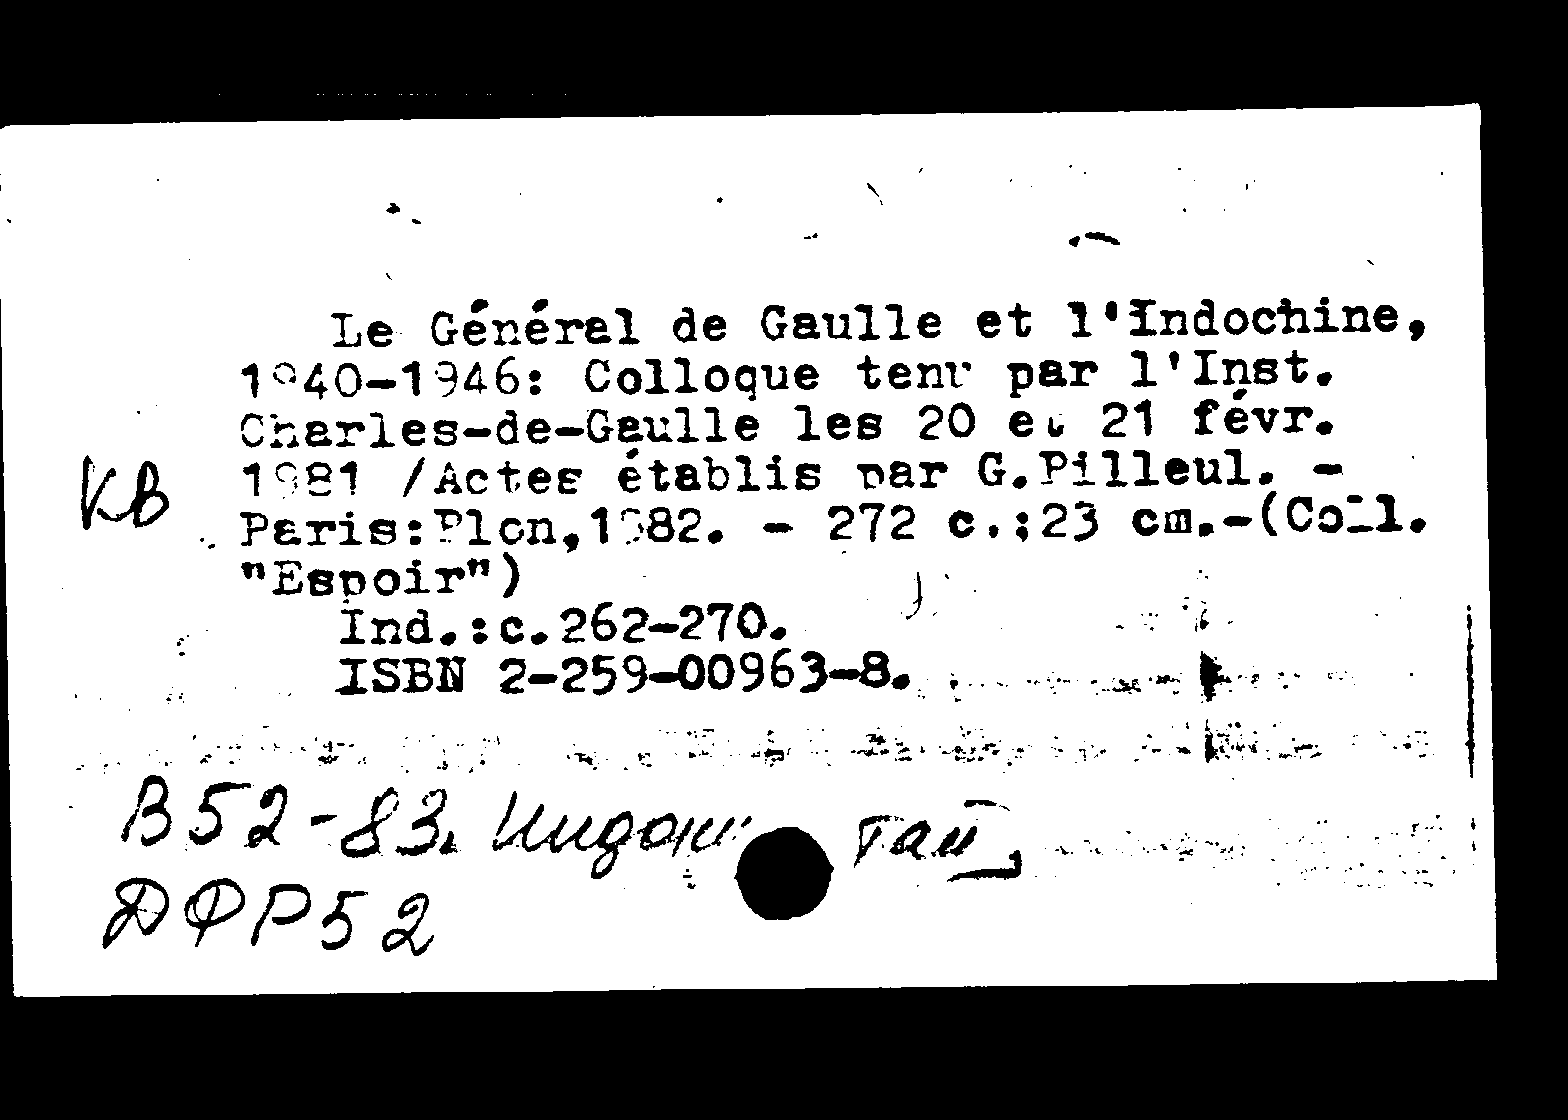 Le Général de Gaulle et l'Indochine,
1940-1946: Colloque tenu par l'Inst.
Charles-de-Gaulle les 20 et 21 févr.
1981 /Actes établis par G.Pilleul. -
КВ
Paris:Plon,1982. - 272 с.:23 cm.-(Coll.
"Espoir")
Ind.:с.262-270.
ISBN 2-259-00963-8.
В52-83.
ДФР52